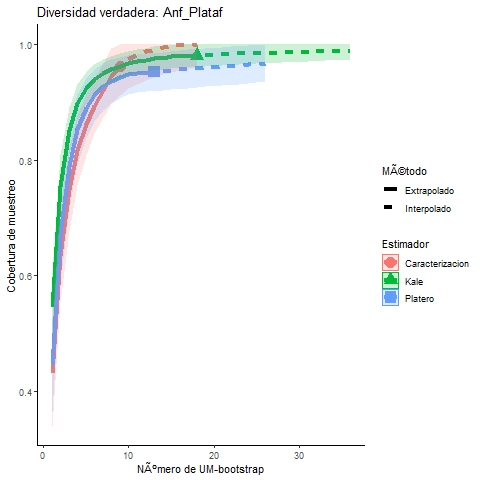 Diversidad verdadera: Anf_Plataf
1.0
0.8
0.6
0.4
Cobertura de muestreo
0
10
20
30
NÃºmero de UM-bootstrap
MÃ©todo
Extrapolado
Interpolado
Estimador
Caracterizacion
Kale
Platero